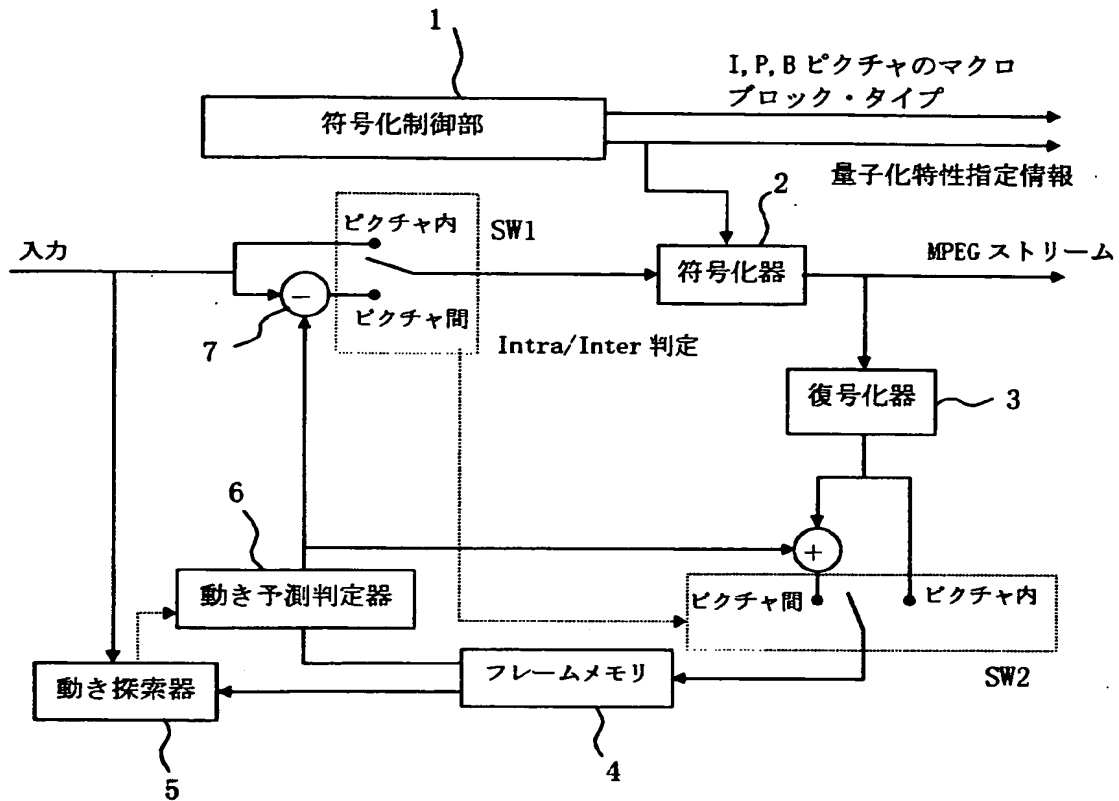 1
I,P,Bピクチャのマクロ
ブロック・タイプ
符号化制御部
量子化特性指定情報
2
ピクチャ内
SW1
入力
符号化器
MPEGストリーム
−
ピクチャ間
7
Intra/Inter 判定
復号化器
3
6
+
動き予測判定器
ピクチャ間
ピクチャ内
フレームメモリ
SW2
動き探索器
5
4